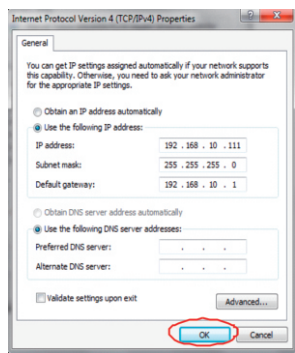 Internet Protocol Version 4 (TCP/IPv4) Properties
General
You can get IP settings assigned automatically if your network supports
this capability. Otherwise, you need to ask your network administrator
for the appropriate IP settings.
Obtain an IP address automatically
Use the following IP address:
IP address: 192 . 168 . 10 . 111
Subnet mask: 255 . 255 . 255 . 0
Default gateway: 192 . 168 . 10 . 1
Obtain DNS server address automatically
Use the following DNS server addresses:
Preferred DNS server: . . .
Alternate DNS server: . . .
Validate settings upon exit
Advanced...
OK Cancel